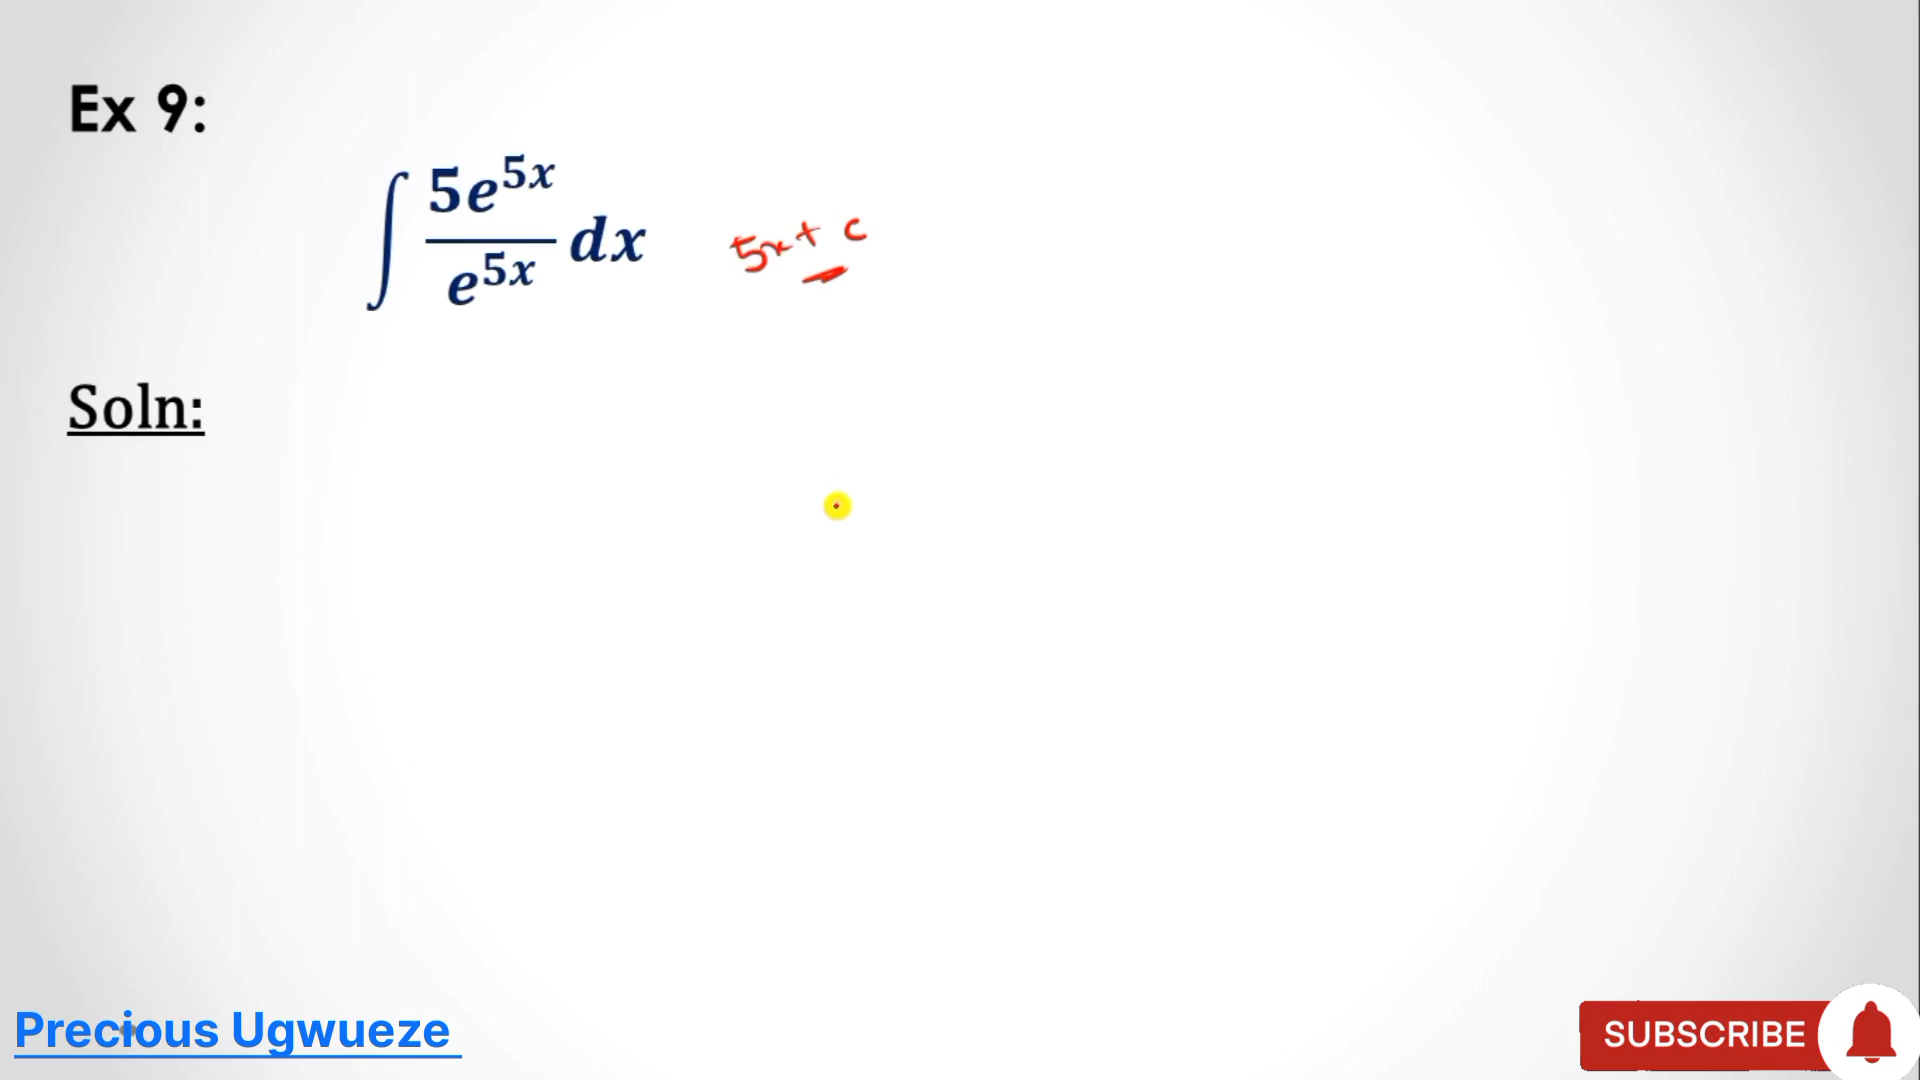 Ex 9:
∫ 5e^{5x} / e^{5x} dx 5x + c
Soln:
Precious Ugwueze
SUBSCRIBE